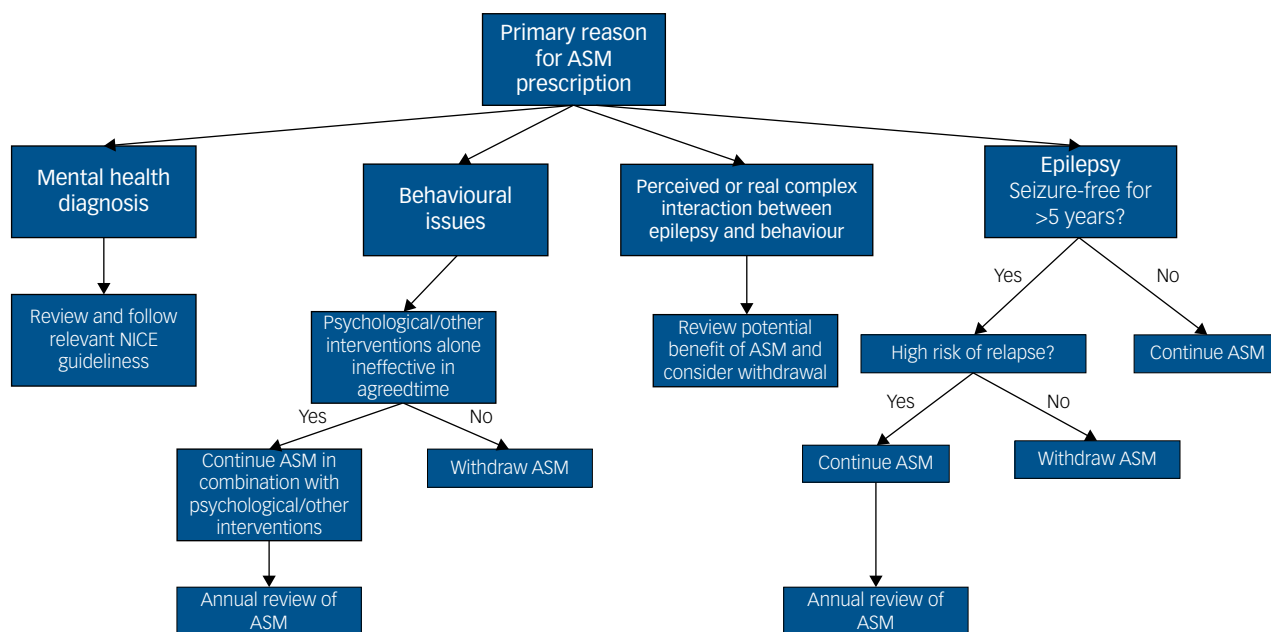 Primary reason
for ASM
prescription
Mental health
diagnosis
Behavioural
issues
Perceived or real complex
interaction between
epilepsy and behaviour
Epilepsy
Seizure-free for
>5 years?
Yes
No
Review and follow
relevant NICE
guideliness
Psychological/other
interventions alone
ineffective in
agreedtime
Review potential
benefit of ASM and
consider withdrawal
High risk of relapse?
Continue ASM
Yes
No
Yes
No
Continue ASM in
combination with
psychological/other
interventions
Withdraw ASM
Continue ASM
Withdraw ASM
Annual review of
ASM
Annual review of
ASM